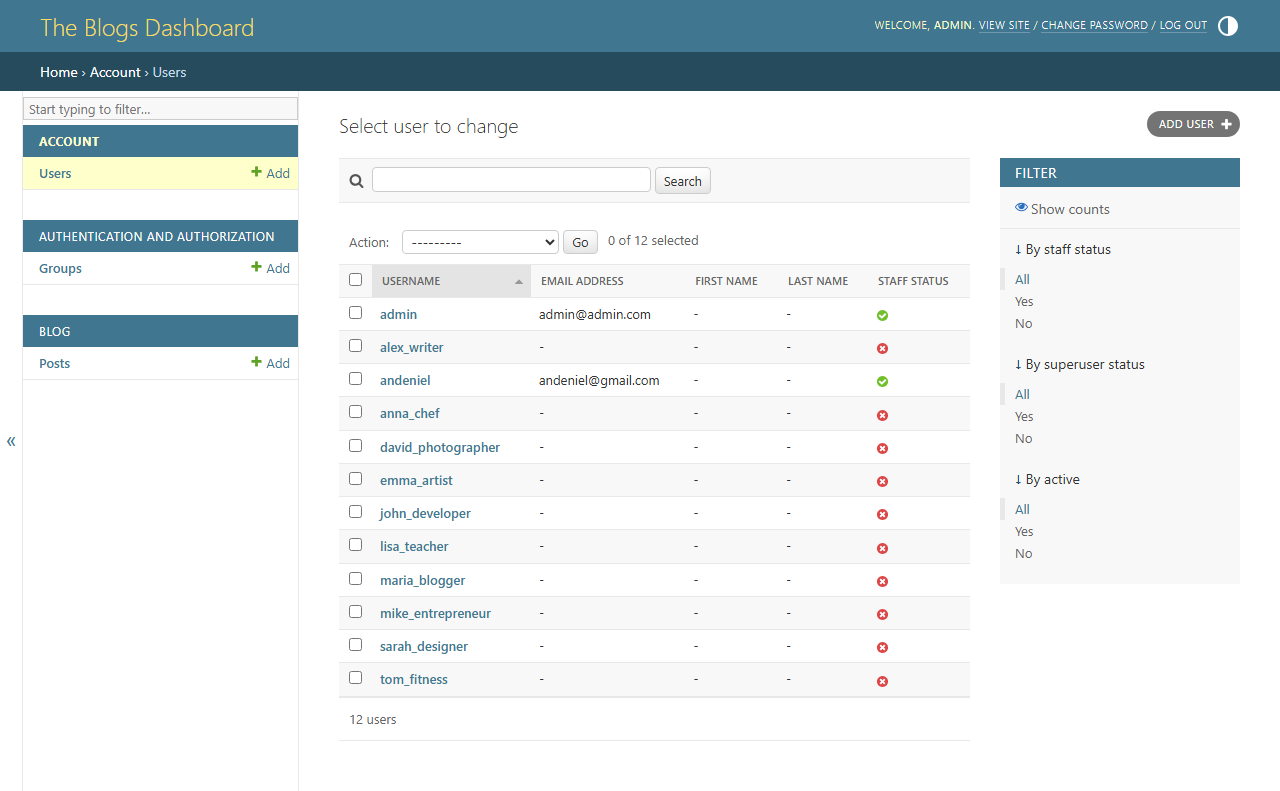 The Blogs Dashboard
WELCOME, ADMIN. VIEW SITE / CHANGE PASSWORD / LOG OUT
Home › Account › Users
Start typing to filter...
ACCOUNT
Users Add
AUTHENTICATION AND AUTHORIZATION
Groups Add
BLOG
Posts Add
«
Select user to change
ADD USER
Search
Action: --------- Go 0 of 12 selected
USERNAME EMAIL ADDRESS FIRST NAME LAST NAME STAFF STATUS
admin admin@admin.com - -
alex_writer - - -
andeniel andeniel@gmail.com - -
anna_chef - - -
david_photographer - - -
emma_artist - - -
john_developer - - -
lisa_teacher - - -
maria_blogger - - -
mike_entrepreneur - - -
sarah_designer - - -
tom_fitness - - -
12 users
FILTER
Show counts
↓ By staff status
All
Yes
No
↓ By superuser status
All
Yes
No
↓ By active
All
Yes
No